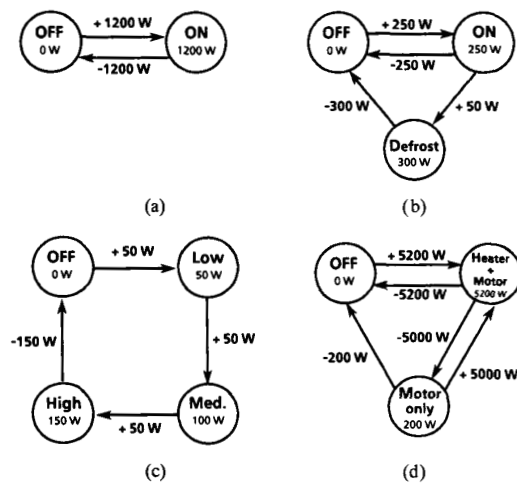 OFF
0 W
+ 1200 W
-1200 W
ON
1200 W
(a)
OFF
0 W
+ 250 W
-250 W
ON
250 W
-300 W
+ 50 W
Defrost
300 W
(b)
OFF
0 W
+ 50 W
Low
50 W
-150 W
+ 50 W
High
150 W
+ 50 W
Med.
100 W
(c)
OFF
0 W
+ 5200 W
-5200 W
Heater
+
Motor
5200 W
-200 W
-5000 W
+ 5000 W
Motor
only
200 W
(d)